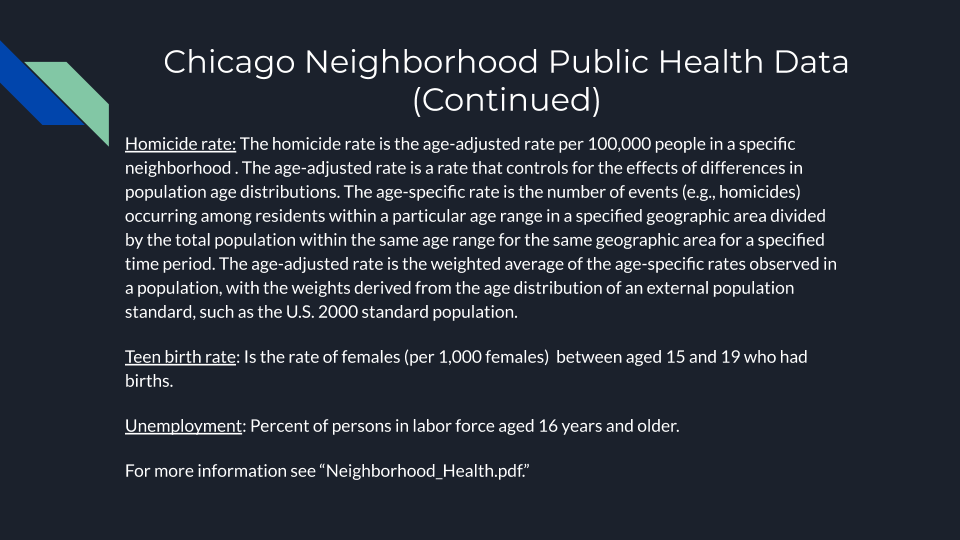 Chicago Neighborhood Public Health Data
(Continued)
Homicide rate: The homicide rate is the age-adjusted rate per 100,000 people in a specific
neighborhood . The age-adjusted rate is a rate that controls for the effects of differences in
population age distributions. The age-specific rate is the number of events (e.g., homicides)
occurring among residents within a particular age range in a specified geographic area divided
by the total population within the same age range for the same geographic area for a specified
time period. The age-adjusted rate is the weighted average of the age-specific rates observed in
a population, with the weights derived from the age distribution of an external population
standard, such as the U.S. 2000 standard population.
Teen birth rate: Is the rate of females (per 1,000 females)  between aged 15 and 19 who had
births.
Unemployment: Percent of persons in labor force aged 16 years and older.
For more information see “Neighborhood_Health.pdf.”